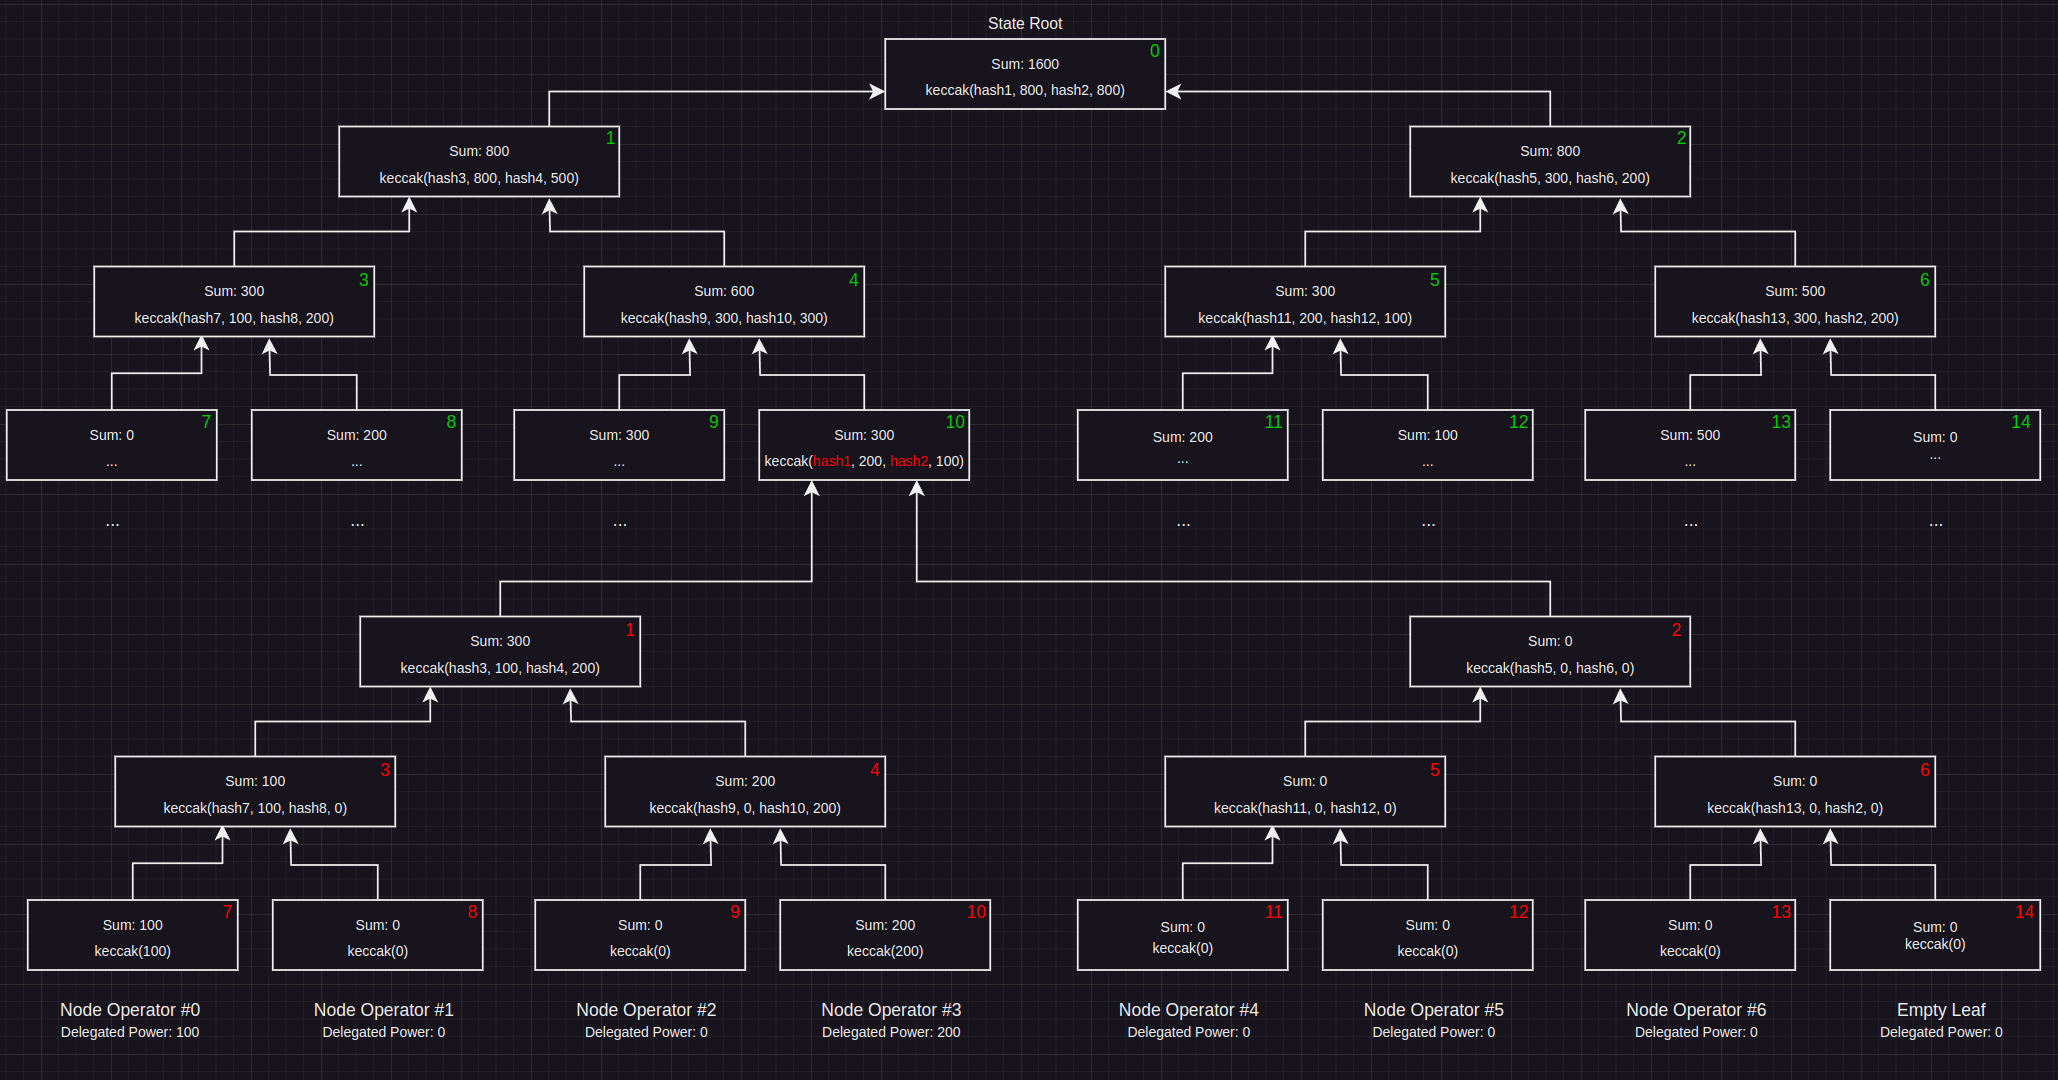 State Root
0
Sum: 1600
keccak(hash1, 800, hash2, 800)
1
Sum: 800
keccak(hash3, 800, hash4, 500)
2
Sum: 800
keccak(hash5, 300, hash6, 200)
3
Sum: 300
keccak(hash7, 100, hash8, 200)
4
Sum: 600
keccak(hash9, 300, hash10, 300)
5
Sum: 300
keccak(hash11, 200, hash12, 100)
6
Sum: 500
keccak(hash13, 300, hash2, 200)
7
Sum: 0
...
8
Sum: 200
...
9
Sum: 300
...
10
Sum: 300
keccak(hash1, 200, hash2, 100)
11
Sum: 200
...
12
Sum: 100
...
13
Sum: 500
...
14
Sum: 0
...
...
...
...
...
...
...
...
1
Sum: 300
keccak(hash3, 100, hash4, 200)
2
Sum: 0
keccak(hash5, 0, hash6, 0)
3
Sum: 100
keccak(hash7, 100, hash8, 0)
4
Sum: 200
keccak(hash9, 0, hash10, 200)
5
Sum: 0
keccak(hash11, 0, hash12, 0)
6
Sum: 0
keccak(hash13, 0, hash2, 0)
7
Sum: 100
keccak(100)
8
Sum: 0
keccak(0)
9
Sum: 0
keccak(0)
10
Sum: 200
keccak(200)
11
Sum: 0
keccak(0)
12
Sum: 0
keccak(0)
13
Sum: 0
keccak(0)
14
Sum: 0
keccak(0)
Node Operator #0
Delegated Power: 100
Node Operator #1
Delegated Power: 0
Node Operator #2
Delegated Power: 0
Node Operator #3
Delegated Power: 200
Node Operator #4
Delegated Power: 0
Node Operator #5
Delegated Power: 0
Node Operator #6
Delegated Power: 0
Empty Leaf
Delegated Power: 0